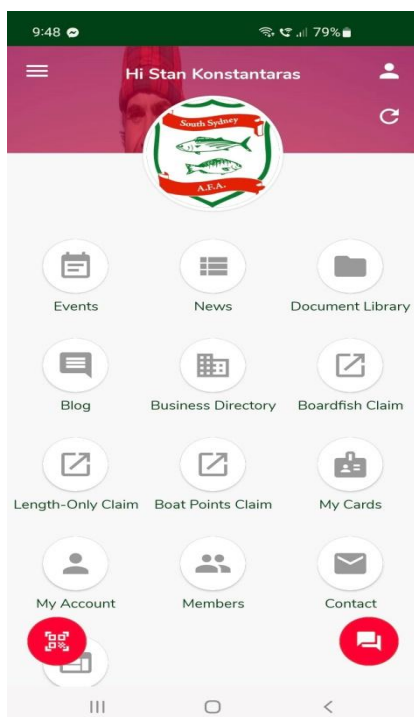 9:48
79%
Hi Stan Konstantaras
South Sydney
A.F.A.
Events
News
Document Library
Blog
Business Directory
Boardfish Claim
Length-Only Claim
Boat Points Claim
My Cards
My Account
Members
Contact